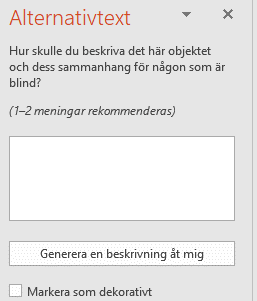 Alternativtext
Hur skulle du beskriva det här objektet
och dess sammanhang för någon som är
blind?
(1–2 meningar rekommenderas)
Generera en beskrivning åt mig
Markera som dekorativt